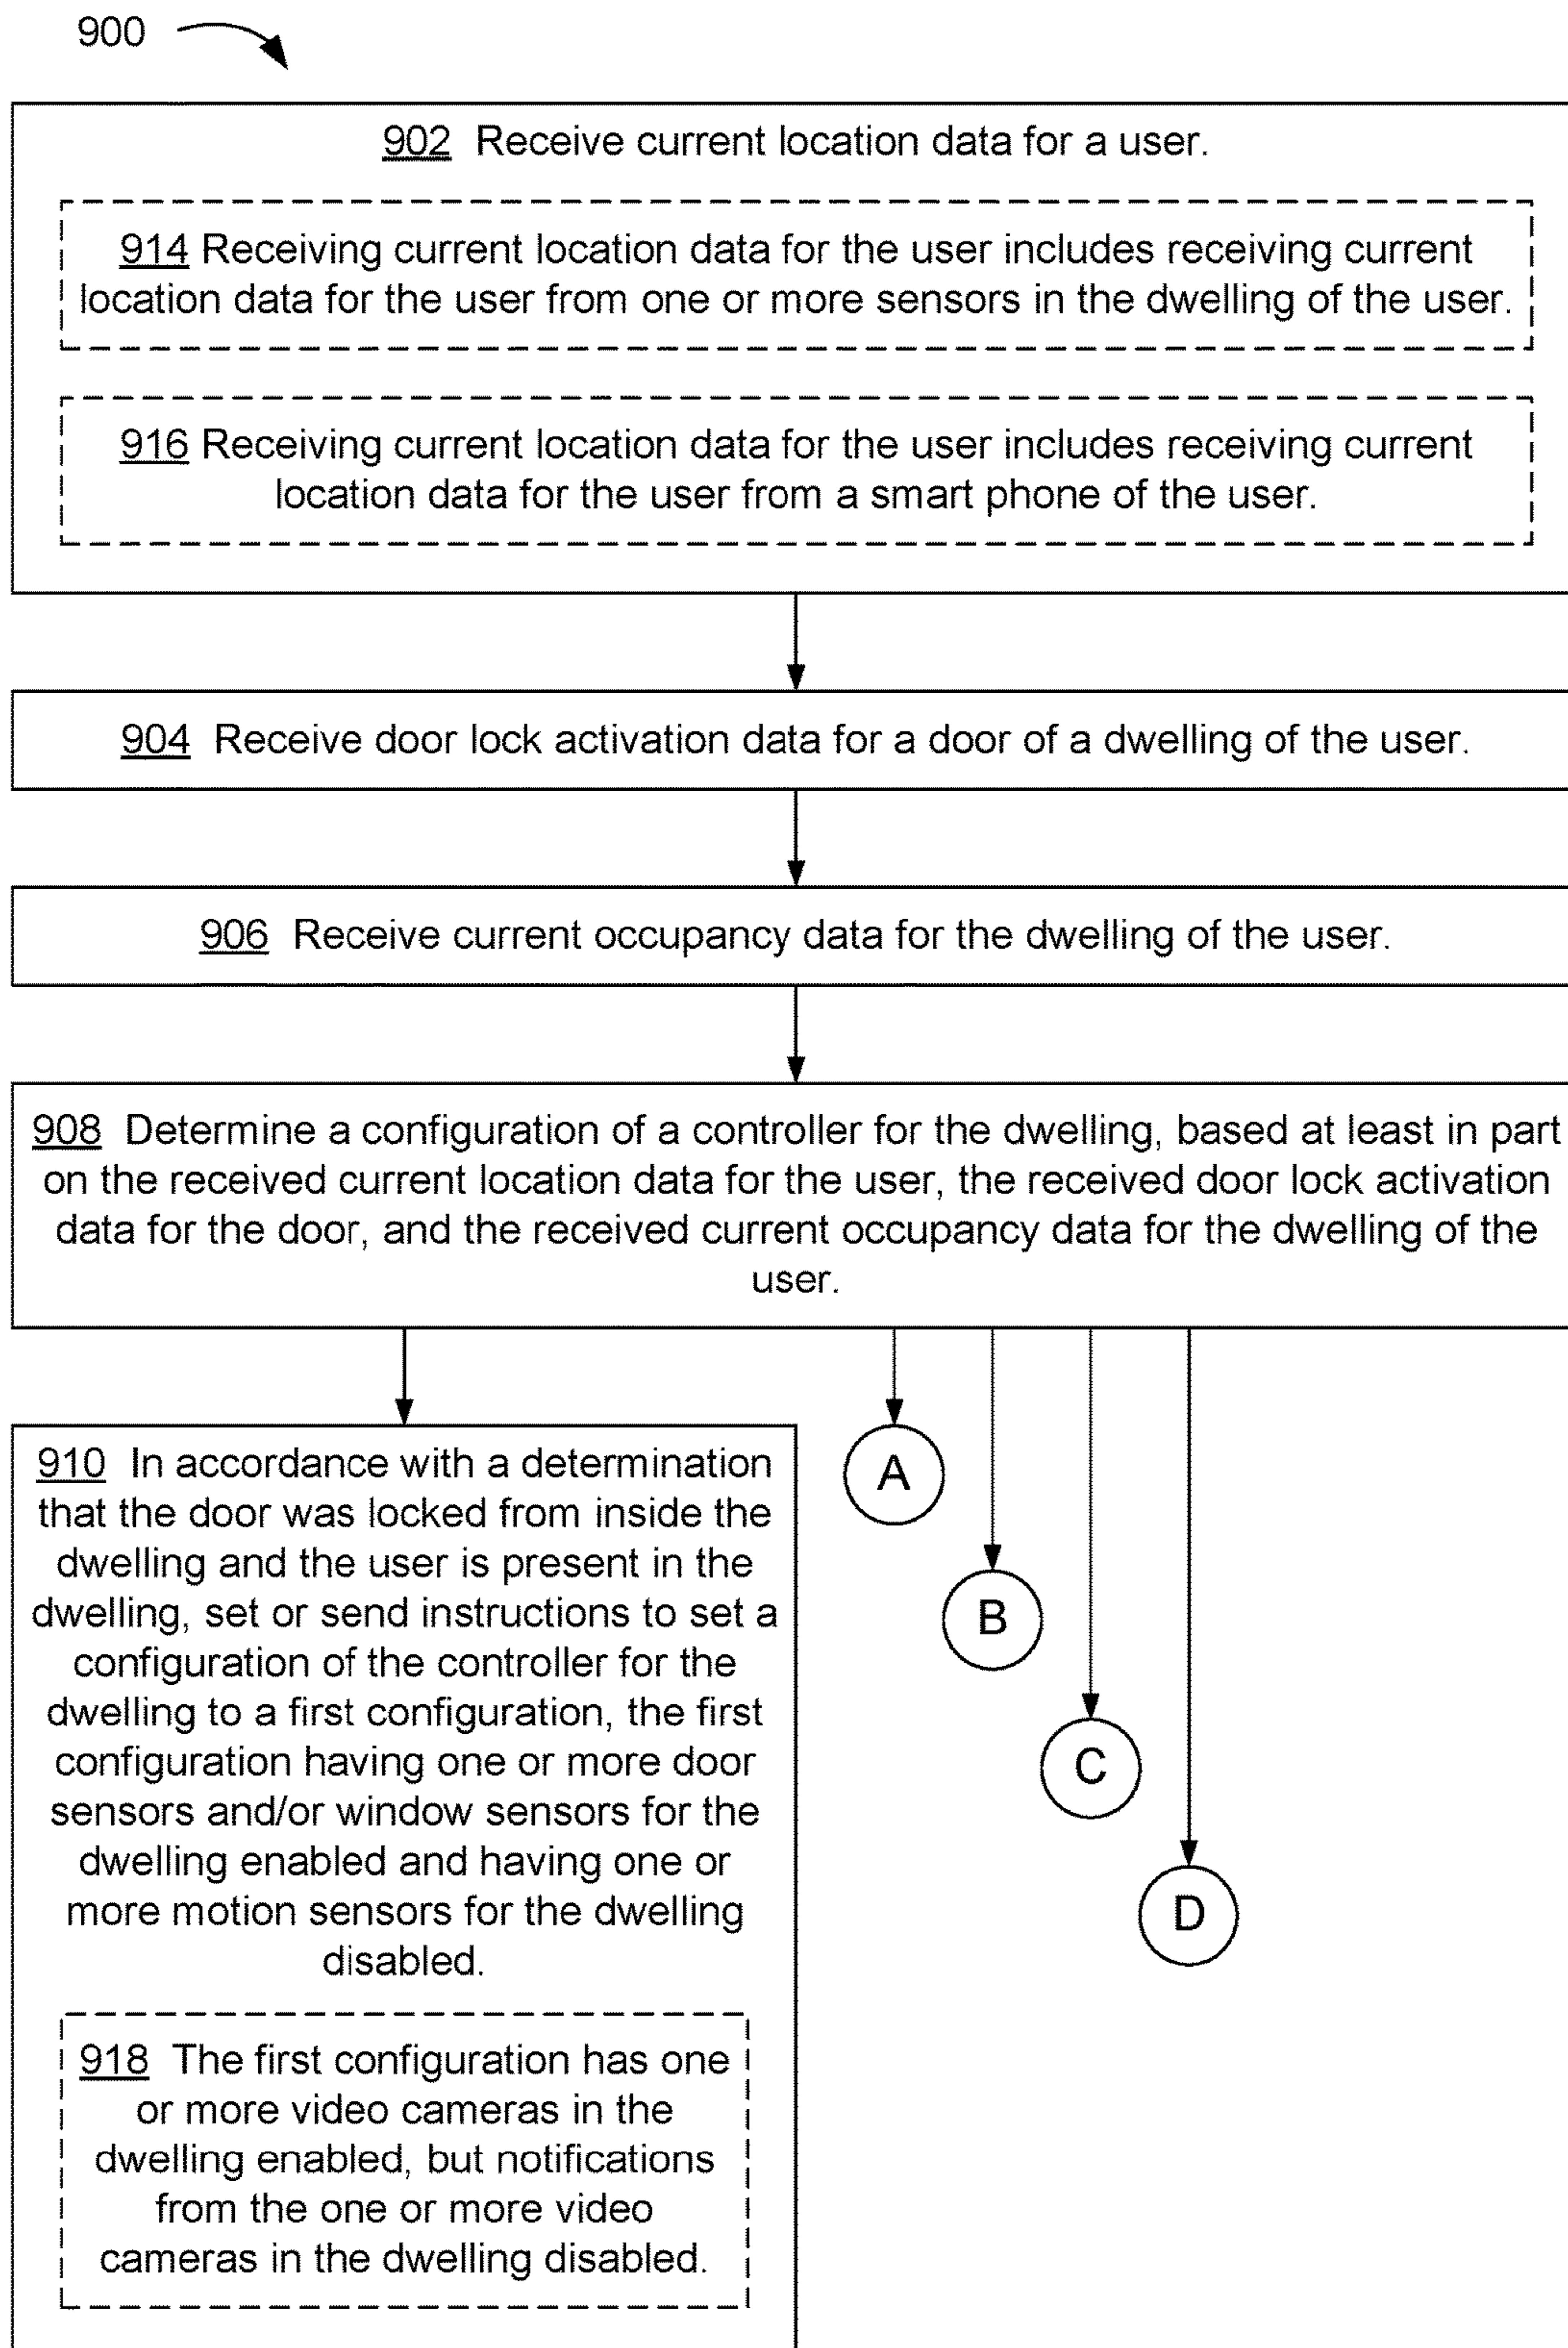 900
902 Receive current location data for a user.
914 Receiving current location data for the user includes receiving current
location data for the user from one or more sensors in the dwelling of the user.
916 Receiving current location data for the user includes receiving current
location data for the user from a smart phone of the user.
904 Receive door lock activation data for a door of a dwelling of the user.
906 Receive current occupancy data for the dwelling of the user.
908 Determine a configuration of a controller for the dwelling, based at least in part
on the received current location data for the user, the received door lock activation
data for the door, and the received current occupancy data for the dwelling of the
user.
910 In accordance with a determination
that the door was locked from inside the
dwelling and the user is present in the
dwelling, set or send instructions to set a
configuration of the controller for the
dwelling to a first configuration, the first
configuration having one or more door
sensors and/or window sensors for the
dwelling enabled and having one or
more motion sensors for the dwelling
disabled.
918 The first configuration has one
or more video cameras in the
dwelling enabled, but notifications
from the one or more video
cameras in the dwelling disabled.
A
B
C
D